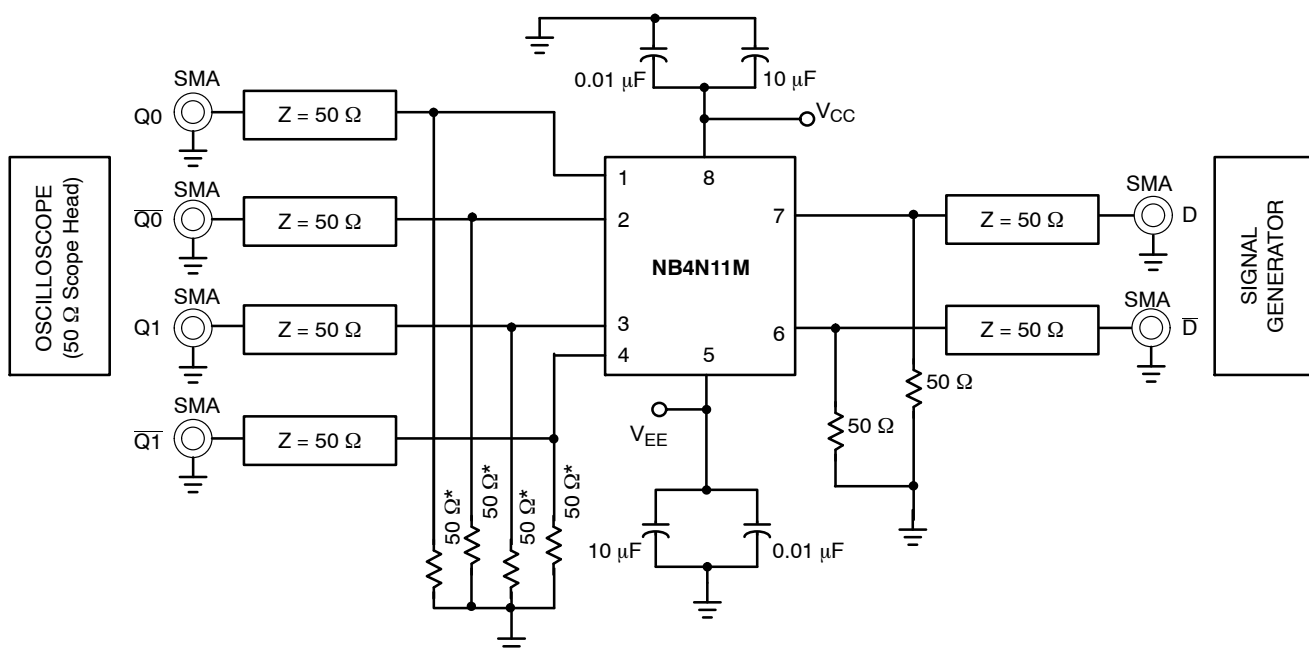 0.01 μF
10 μF
VCC
SMA
Q0
Z = 50 Ω
SMA
Q0
Z = 50 Ω
SMA
Q1
Z = 50 Ω
SMA
Q1
Z = 50 Ω
OSCILLOSCOPE
(50 Ω Scope Head)
1
2
3
4
8
7
6
5
NB4N11M
Z = 50 Ω
SMA
D
Z = 50 Ω
SMA
D
SIGNAL
GENERATOR
50 Ω
50 Ω
VEE
50 Ω*
50 Ω*
50 Ω*
50 Ω*
10 μF
0.01 μF